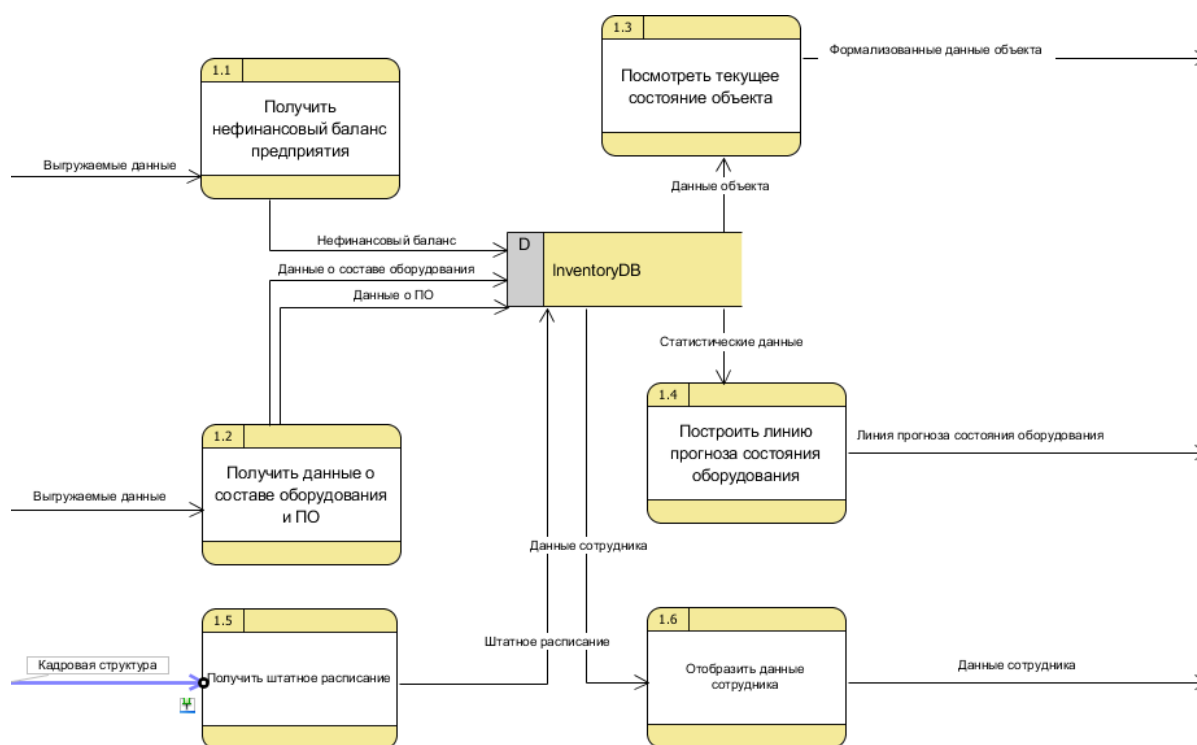 1.3
Посмотреть текущее
состояние объекта
Формализованные данные объекта
1.1
Получить
нефинансовый баланс
предприятия
Выгружаемые данные
Данные объекта
Нефинансовый баланс
D
InventoryDB
Данные о составе оборудования
Данные о ПО
Статистические данные
1.4
Построить линию
прогноза состояния
оборудования
Линия прогноза состояния оборудования
1.2
Получить данные о
составе оборудования
и ПО
Выгружаемые данные
Данные сотрудника
1.5
Получить штатное расписание
Кадровая структура
Штатное расписание
1.6
Отобразить данные
сотрудника
Данные сотрудника